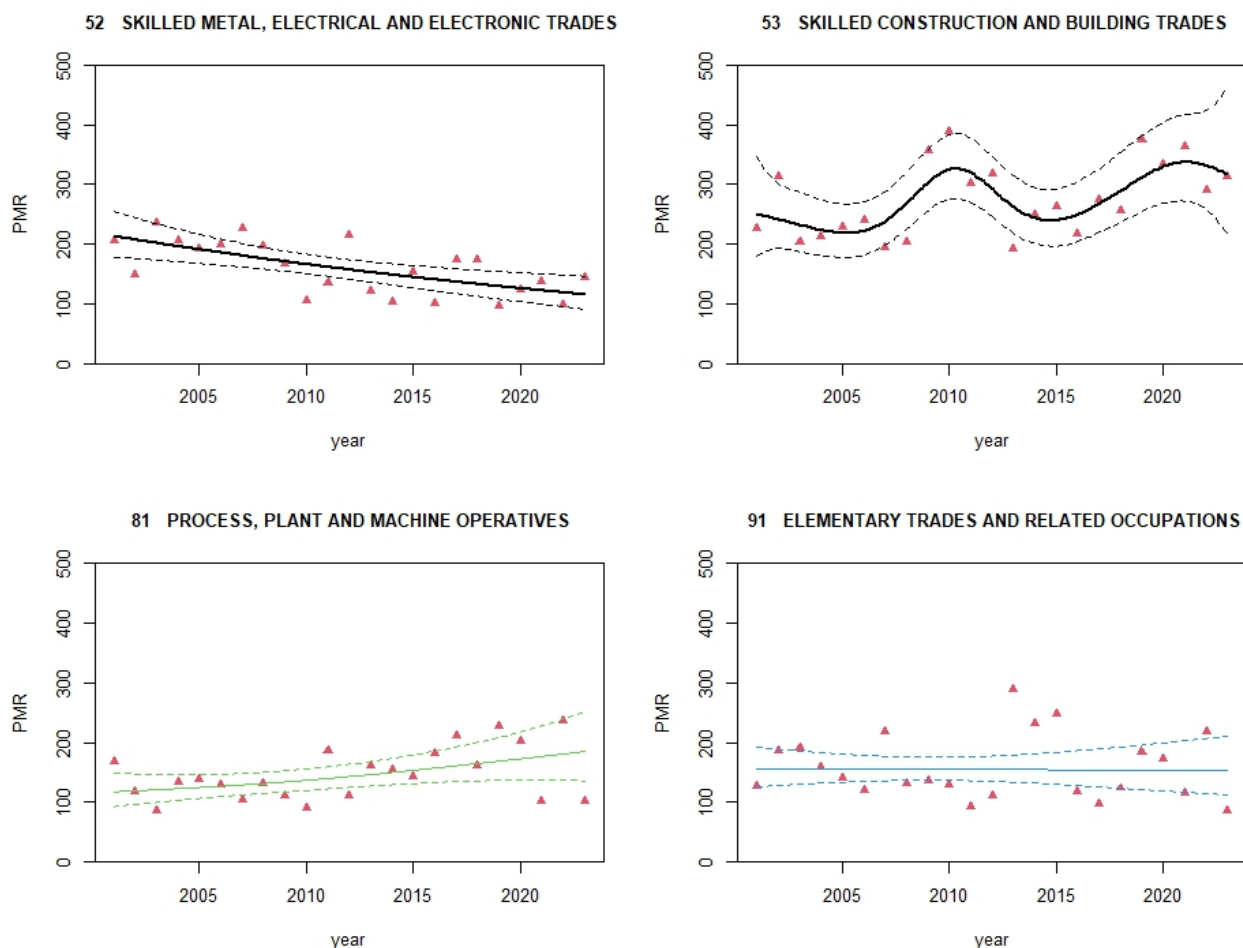 52 SKILLED METAL, ELECTRICAL AND ELECTRONIC TRADES
500
400
300
200
100
0
PMR
2005 2010 2015 2020
year
53 SKILLED CONSTRUCTION AND BUILDING TRADES
500
400
300
200
100
0
PMR
2005 2010 2015 2020
year
81 PROCESS, PLANT AND MACHINE OPERATIVES
500
400
300
200
100
0
PMR
2005 2010 2015 2020
year
91 ELEMENTARY TRADES AND RELATED OCCUPATIONS
500
400
300
200
100
0
PMR
2005 2010 2015 2020
year